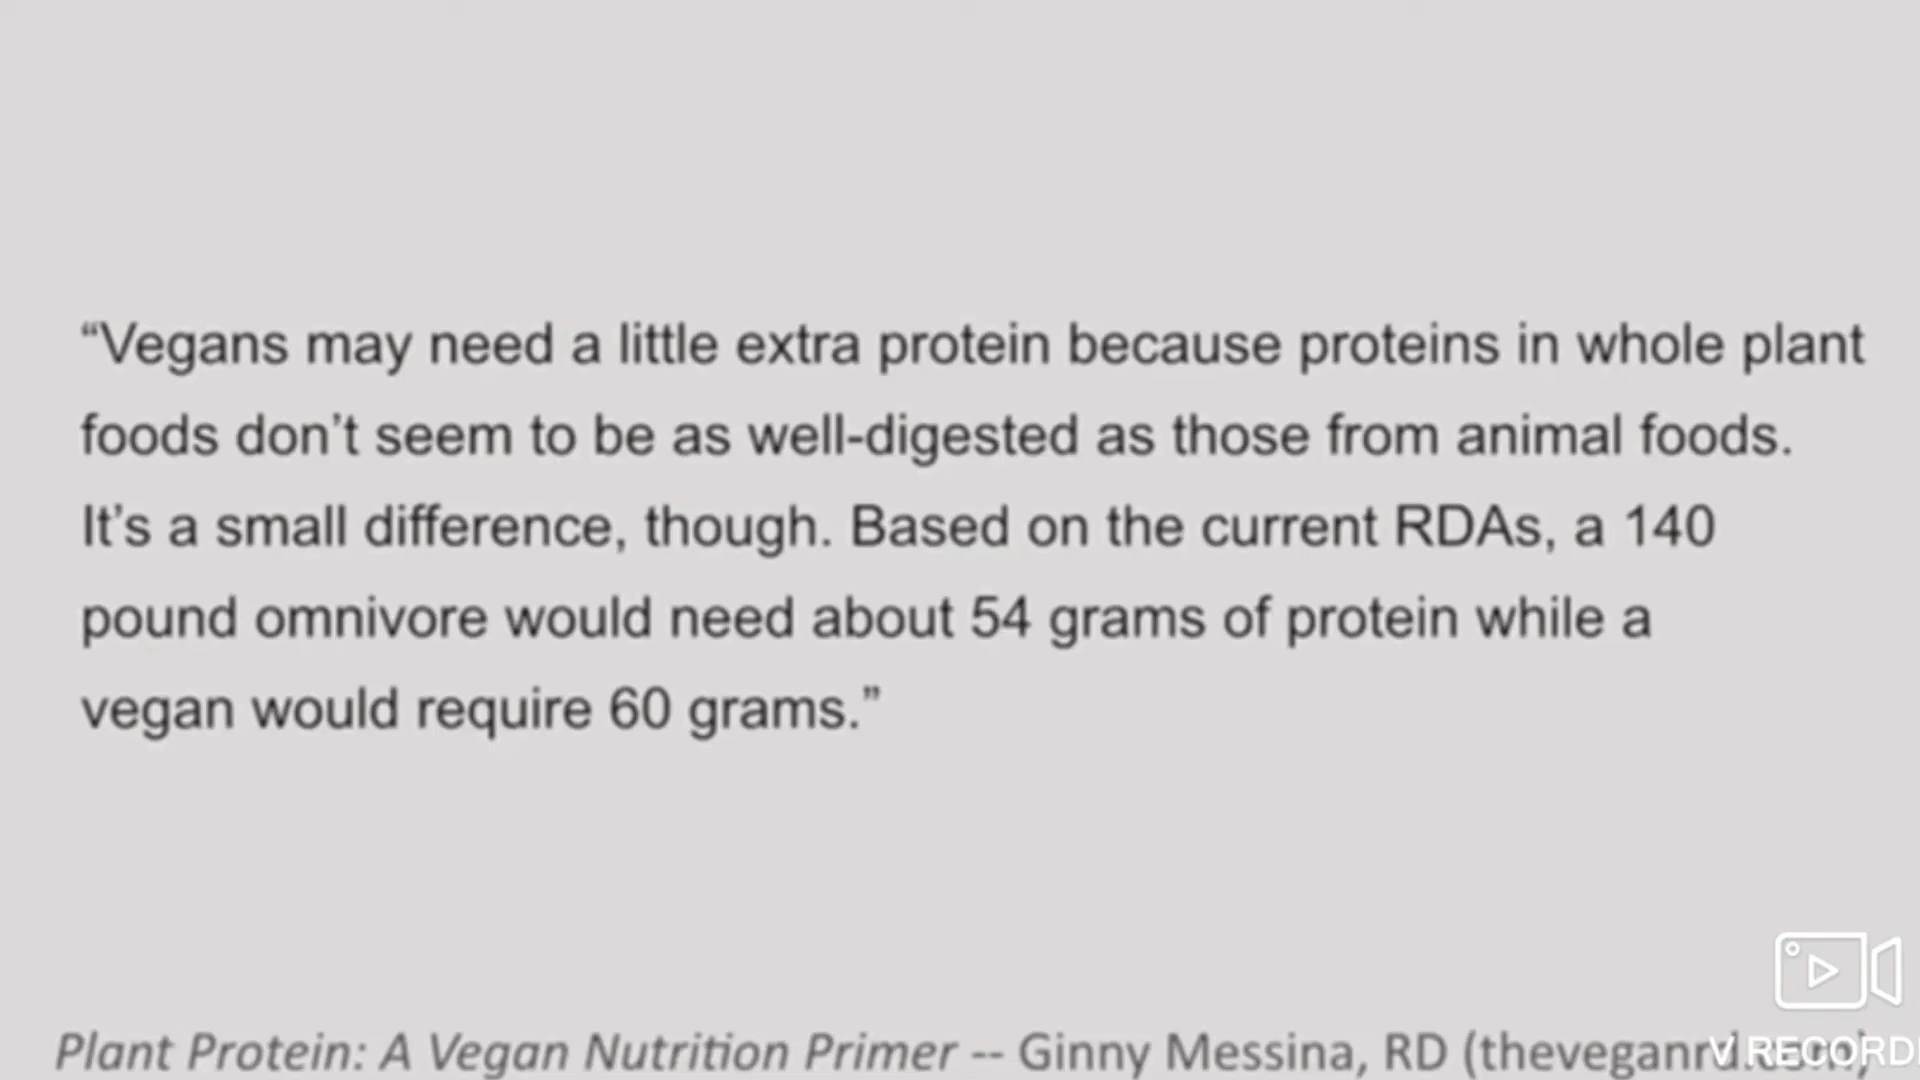 “Vegans may need a little extra protein because proteins in whole plant
foods don’t seem to be as well-digested as those from animal foods.
It’s a small difference, though. Based on the current RDAs, a 140
pound omnivore would need about 54 grams of protein while a
vegan would require 60 grams.”
Plant Protein: A Vegan Nutrition Primer -- Ginny Messina, RD (theveganrd.com)
V RECORD